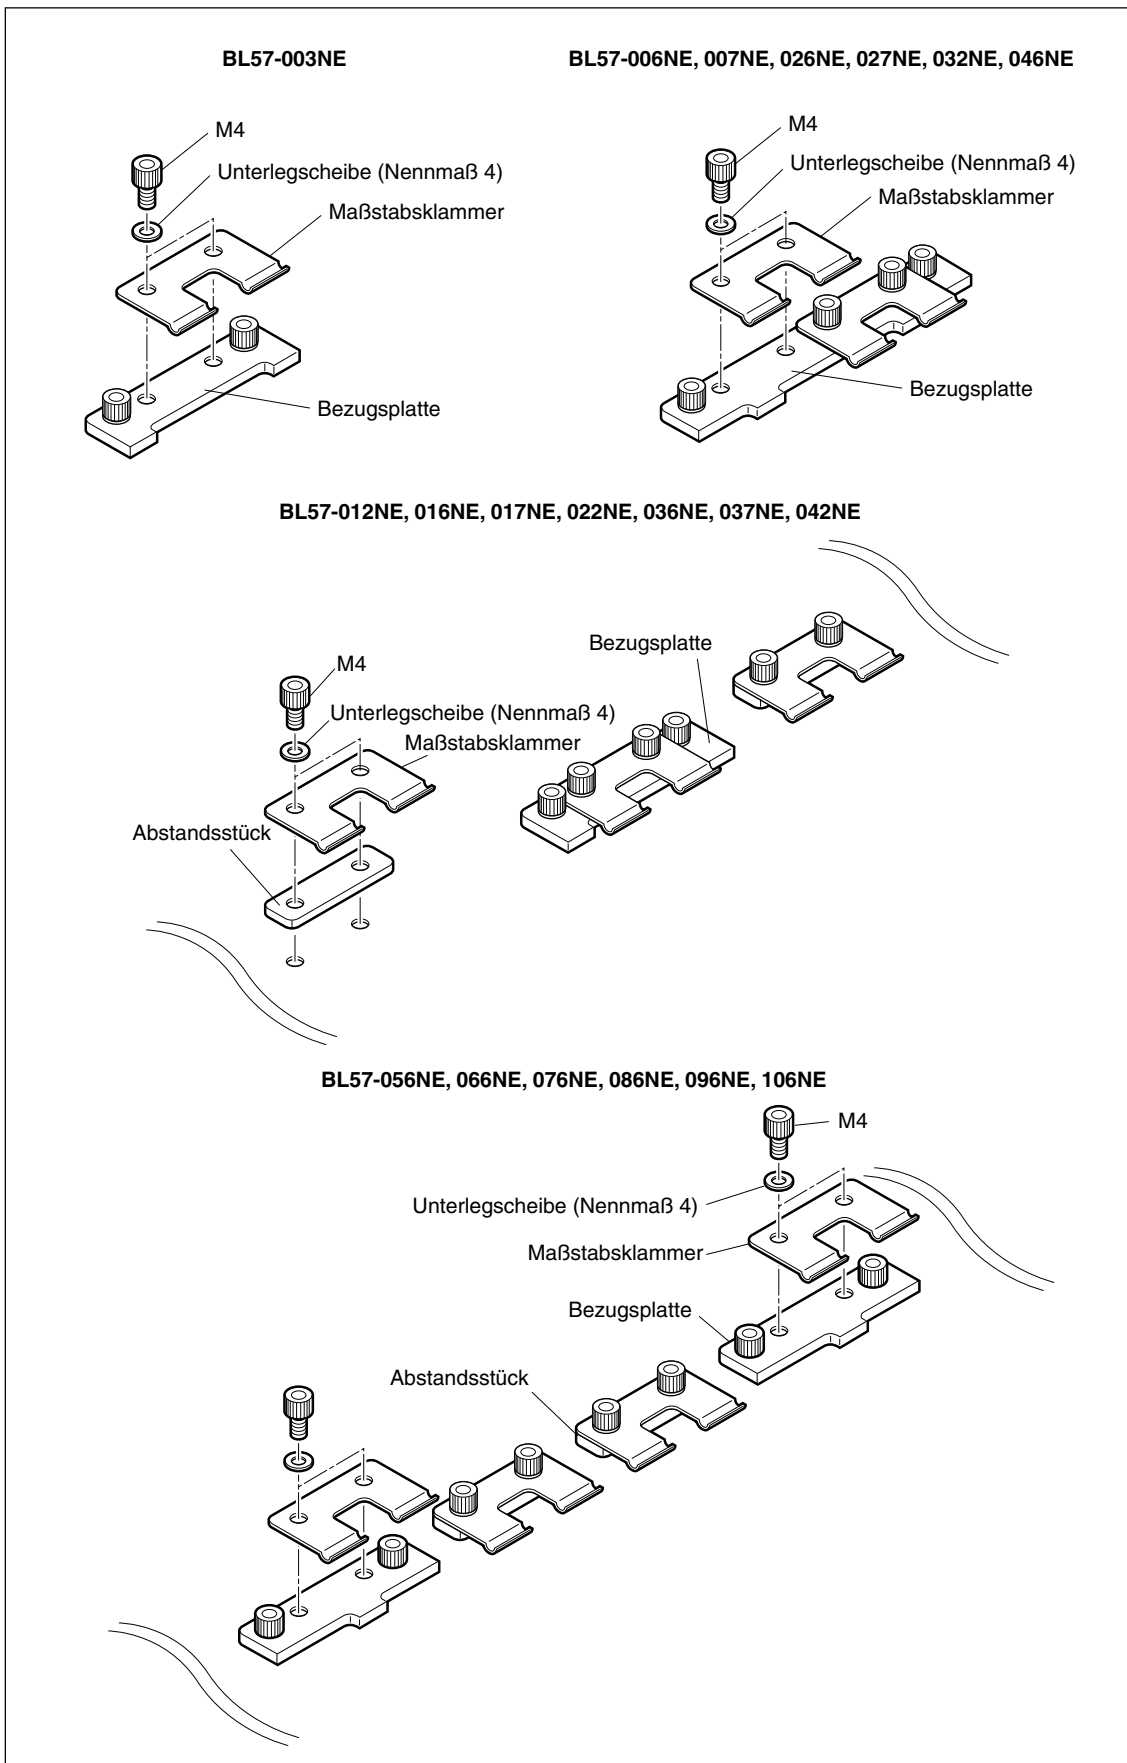 BL57-003NE
M4
Unterlegscheibe (Nennmaß 4)
Maßstabsklammer
Bezugsplatte
BL57-006NE, 007NE, 026NE, 027NE, 032NE, 046NE
M4
Unterlegscheibe (Nennmaß 4)
Maßstabsklammer
Bezugsplatte
BL57-012NE, 016NE, 017NE, 022NE, 036NE, 037NE, 042NE
Bezugsplatte
M4
Unterlegscheibe (Nennmaß 4)
Maßstabsklammer
Abstandsstück
BL57-056NE, 066NE, 076NE, 086NE, 096NE, 106NE
M4
Unterlegscheibe (Nennmaß 4)
Maßstabsklammer
Bezugsplatte
Abstandsstück